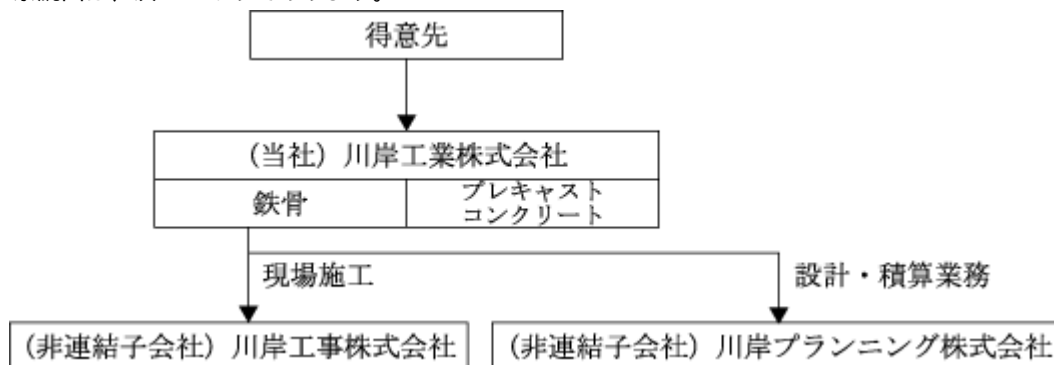 得意先
(当社)川岸工業株式会社
鉄骨
プレキャスト
コンクリート
現場施工
設計・積算業務
(非連結子会社)川岸工事株式会社
(非連結子会社)川岸プランニング株式会社